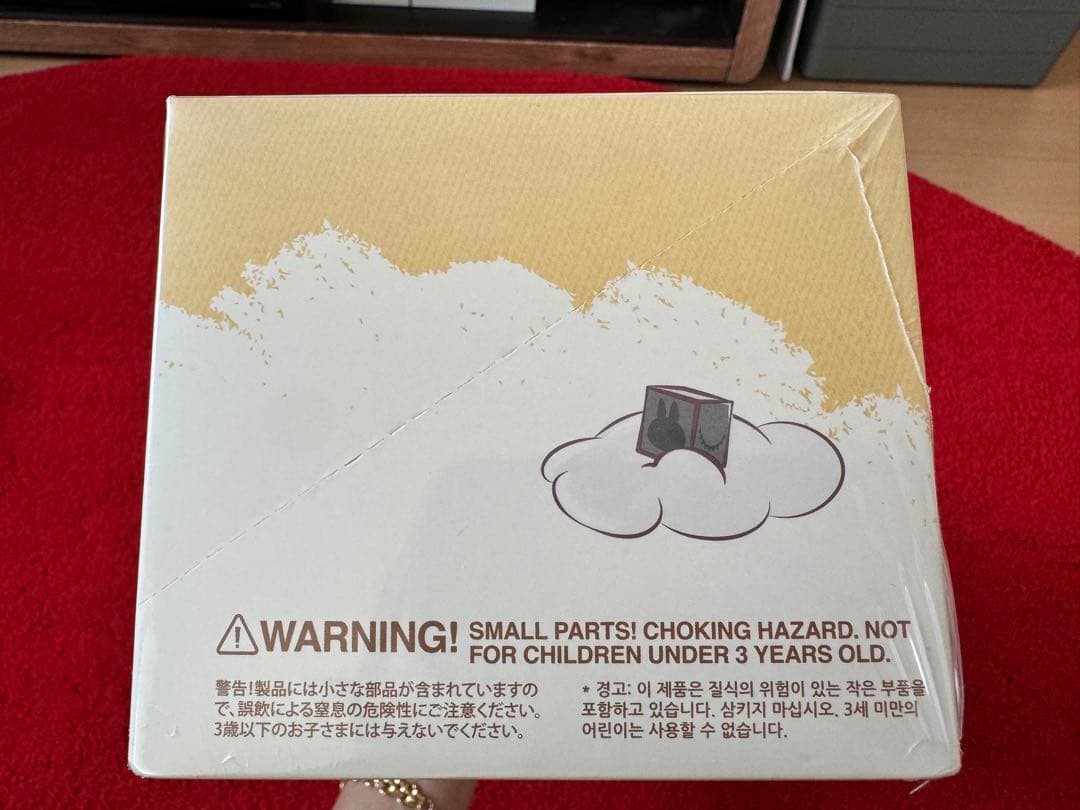 WARNING! SMALL PARTS! CHOKING HAZARD. NOT
FOR CHILDREN UNDER 3 YEARS OLD.
警告!製品には小さな部品が含まれていますの
で、誤飲による窒息の危険性にご注意ください。
3歳以下のお子さまには与えないでください。
* 경고: 이 제품은 질식의 위험이 있는 작은 부품을
포함하고 있습니다. 삼키지 마십시오. 3세 미만의
어린이는 사용할 수 없습니다.